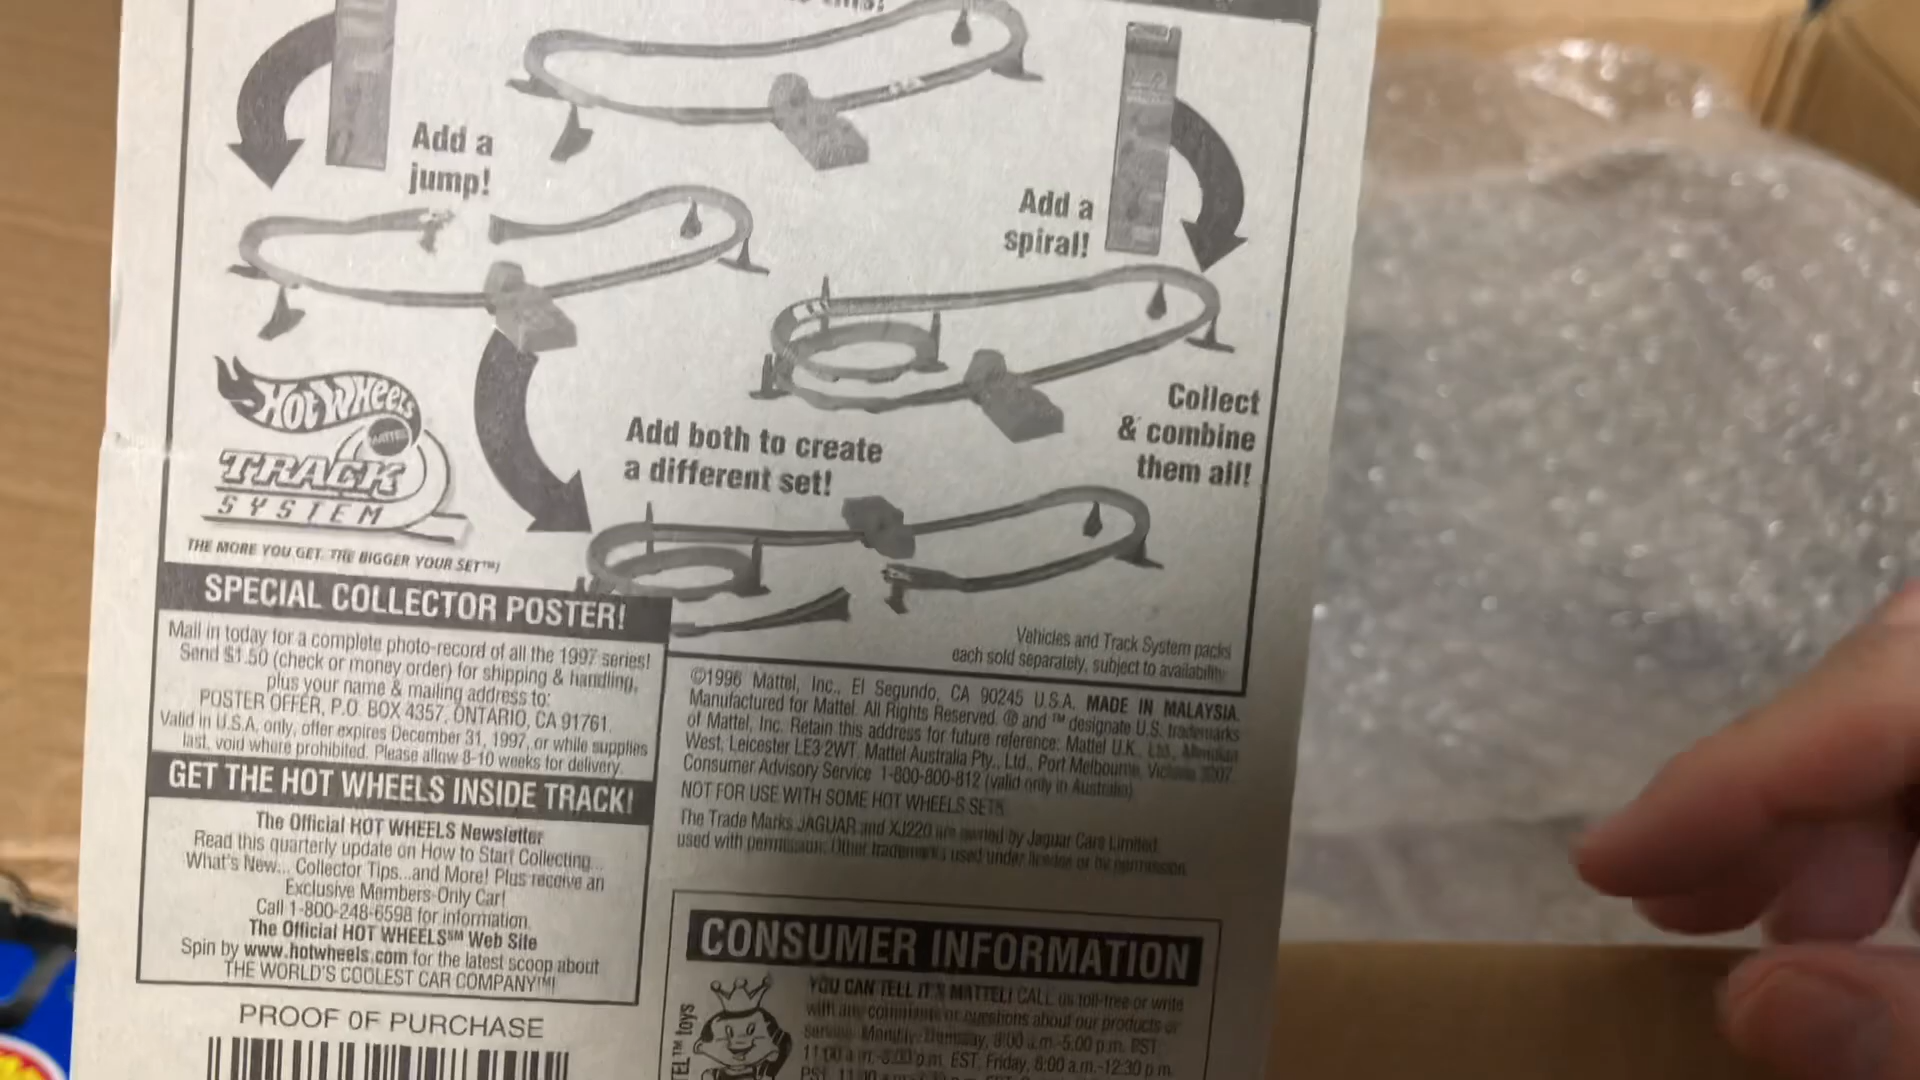 Add a
jump!
Add a
spiral!
Collect
& combine
them all!
Add both to create
a different set!
HOT WHEELS
MATTEL
TRACK
SYSTEM
THE MORE YOU GET, THE BIGGER YOUR SET™!
Vehicles and Track System packs
each sold separately, subject to availability.
SPECIAL COLLECTOR POSTER!
Mail in today for a complete photo-record of all the 1997 series!
Send $1.50 (check or money order) for shipping & handling,
plus your name & mailing address to:
POSTER OFFER, P.O. BOX 4357, ONTARIO, CA 91761.
Valid in U.S.A. only, offer expires December 31, 1997, or while supplies
last, void where prohibited. Please allow 8-10 weeks for delivery.
GET THE HOT WHEELS INSIDE TRACK!
The Official HOT WHEELS Newsletter
Read this quarterly update on How to Start Collecting...
What's New... Collector Tips...and More! Plus receive an
Exclusive Members-Only Car!
Call 1-800-248-6598 for information.
The Official HOT WHEELS℠ Web Site
Spin by www.hotwheels.com for the latest scoop about
THE WORLD'S COOLEST CAR COMPANY™!
PROOF OF PURCHASE
©1996 Mattel, Inc., El Segundo, CA 90245 U.S.A. MADE IN MALAYSIA.
Manufactured for Mattel. All Rights Reserved. ® and ™ designate U.S. trademarks
of Mattel, Inc. Retain this address for future reference: Mattel U.K., Ltd., Meridian
West, Leicester LE3 2WT. Mattel Australia Pty., Ltd., Port Melbourne, Victoria 3207.
Consumer Advisory Service 1-800-800-812 (valid only in Australia).
NOT FOR USE WITH SOME HOT WHEELS SETS.
The Trade Marks JAGUAR and XJ220 are owned by Jaguar Cars Limited,
used with permission. Other trademarks used under license or by permission.
CONSUMER INFORMATION
YOU CAN TELL IT'S MATTEL! CALL us toll-free or write
with any comments or questions about our products or
service. Monday-Thursday, 8:00 a.m.-5:00 p.m. PST,
11:00 a.m.-8:00 p.m. EST, Friday, 8:00 a.m.-12:30 p.m.
toys